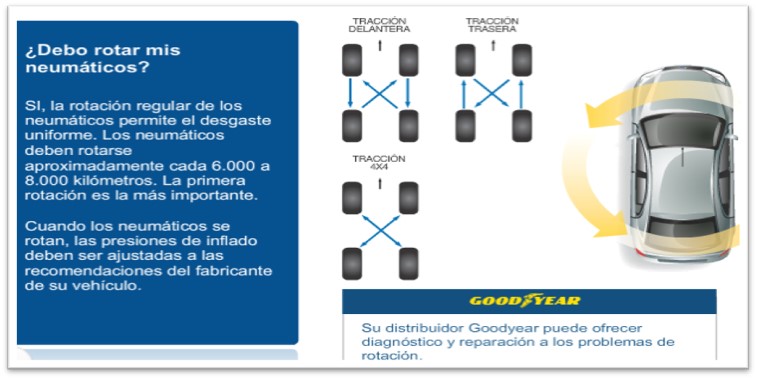 ¿Debo rotar mis
neumáticos?
SI, la rotación regular de los
neumáticos permite el desgaste
uniforme. Los neumáticos
deben rotarse
aproximadamente cada 6.000 a
8.000 kilómetros. La primera
rotación es la más importante.
Cuando los neumáticos se
rotan, las presiones de inflado
deben ser ajustadas a las
recomendaciones del fabricante
de su vehículo.
TRACCIÓN
DELANTERA
TRACCIÓN
TRASERA
TRACCIÓN
4X4
GOODYEAR
Su distribuidor Goodyear puede ofrecer
diagnóstico y reparación a los problemas de
rotación.